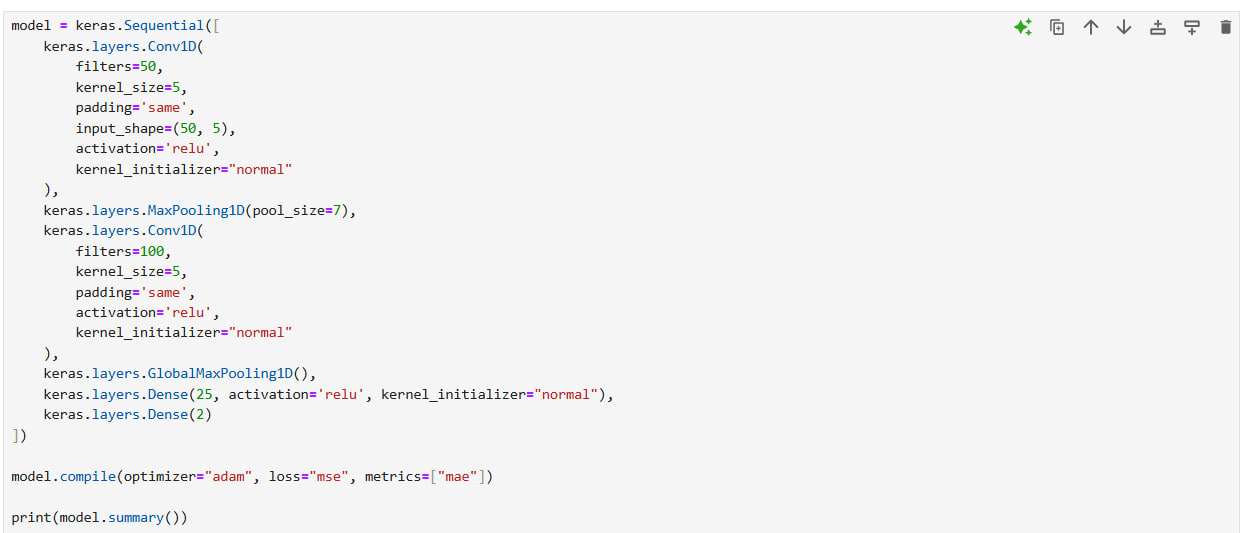 model = keras.Sequential([
    keras.layers.Conv1D(
        filters=50,
        kernel_size=5,
        padding='same',
        input_shape=(50, 5),
        activation='relu',
        kernel_initializer="normal"
    ),
    keras.layers.MaxPooling1D(pool_size=7),
    keras.layers.Conv1D(
        filters=100,
        kernel_size=5,
        padding='same',
        activation='relu',
        kernel_initializer="normal"
    ),
    keras.layers.GlobalMaxPooling1D(),
    keras.layers.Dense(25, activation='relu', kernel_initializer="normal"),
    keras.layers.Dense(2)
])

model.compile(optimizer="adam", loss="mse", metrics=["mae"])

print(model.summary())